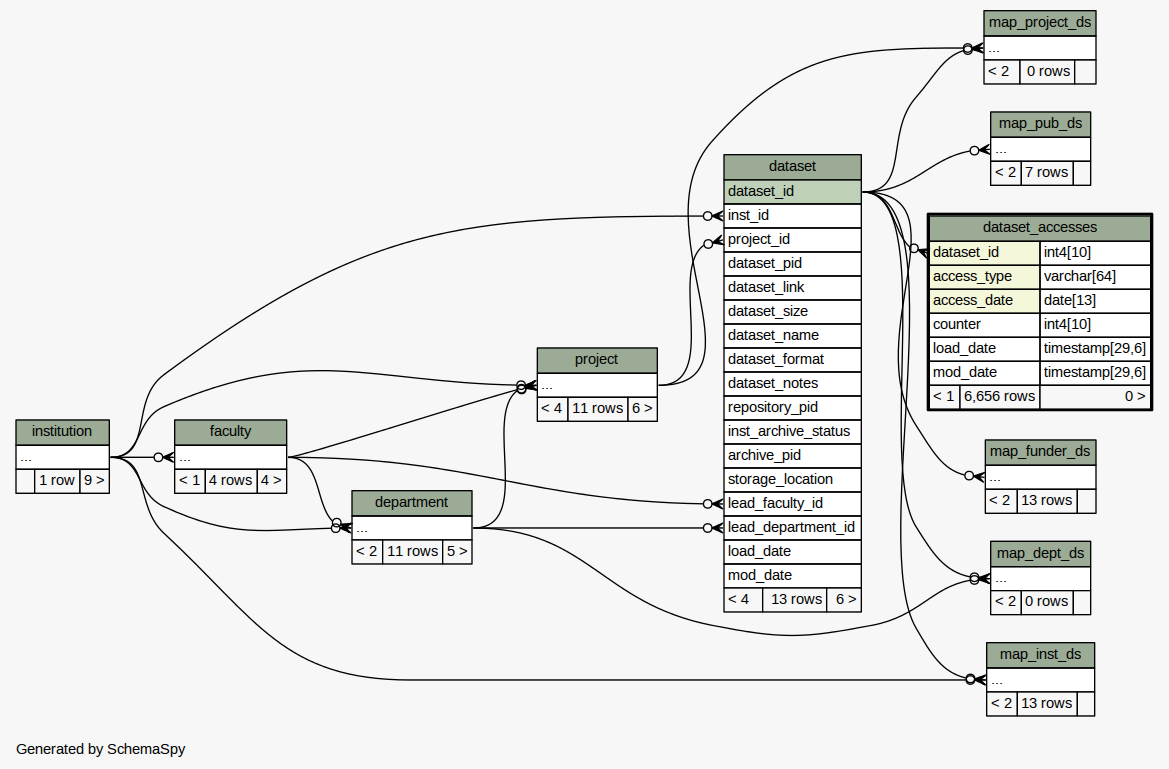 map_project_ds
...
< 2 0 rows
map_pub_ds
...
< 2 7 rows
dataset
dataset_id
inst_id
project_id
dataset_pid
dataset_link
dataset_size
dataset_name
dataset_format
dataset_notes
repository_pid
inst_archive_status
archive_pid
storage_location
lead_faculty_id
lead_department_id
load_date
mod_date
< 4 13 rows 6 >
dataset_accesses
dataset_id int4[10]
access_type varchar[64]
access_date date[13]
counter int4[10]
load_date timestamp[29,6]
mod_date timestamp[29,6]
< 1 6,656 rows 0 >
project
...
< 4 11 rows 6 >
institution
...
1 row 9 >
faculty
...
< 1 4 rows 4 >
department
...
< 2 11 rows 5 >
map_funder_ds
...
< 2 13 rows
map_dept_ds
...
< 2 0 rows
map_inst_ds
...
< 2 13 rows
Generated by SchemaSpy